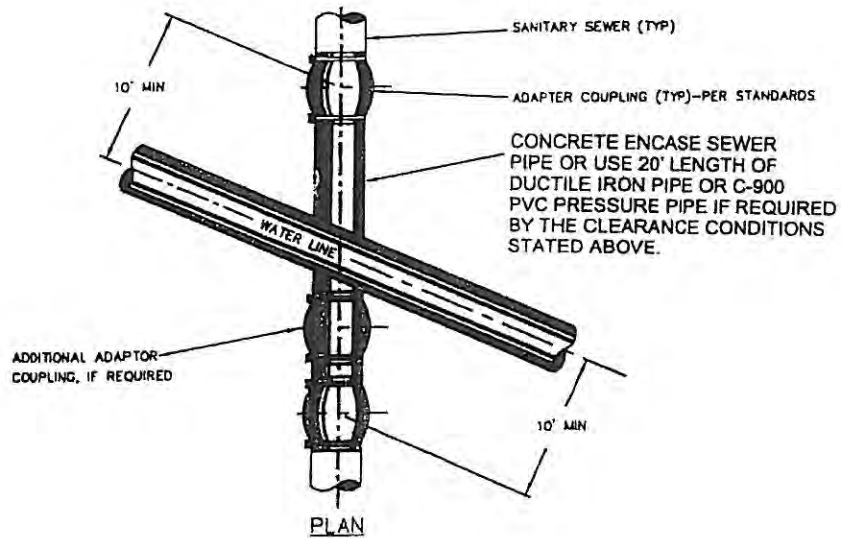 SANITARY SEWER (TYP)
10' MIN
ADAPTER COUPLING (TYP)-PER STANDARDS
CONCRETE ENCASE SEWER
PIPE OR USE 20' LENGTH OF
DUCTILE IRON PIPE OR C-900
PVC PRESSURE PIPE IF REQUIRED
BY THE CLEARANCE CONDITIONS
STATED ABOVE.
WATER LINE
ADDITIONAL ADAPTOR
COUPLING, IF REQUIRED
10' MIN
PLAN